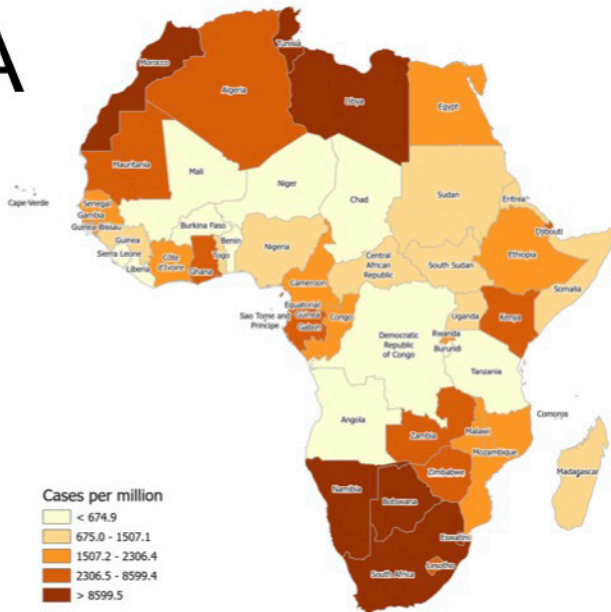 A
Morocco
Tunisia
Algeria
Libya
Egypt
Mauritania
Mali
Niger
Chad
Sudan
Eritrea
Cape Verde
Senegal
Gambia
Guinea Bissau
Guinea
Sierra Leone
Liberia
Burkina Faso
Côte
d'Ivoire
Ghana
Togo
Benin
Nigeria
Cameroon
Central
African
Republic
South Sudan
Ethiopia
Djibouti
Somalia
Equatorial
Guinea
Sao Tome and
Principe
Gabon
Congo
Democratic
Republic
of Congo
Uganda
Kenya
Rwanda
Burundi
Tanzania
Comoros
Angola
Zambia
Malawi
Mozambique
Zimbabwe
Madagascar
Namibia
Botswana
Eswatini
Lesotho
South Africa
Cases per million
< 674.9
675.0 - 1507.1
1507.2 - 2306.4
2306.5 - 8599.4
> 8599.5